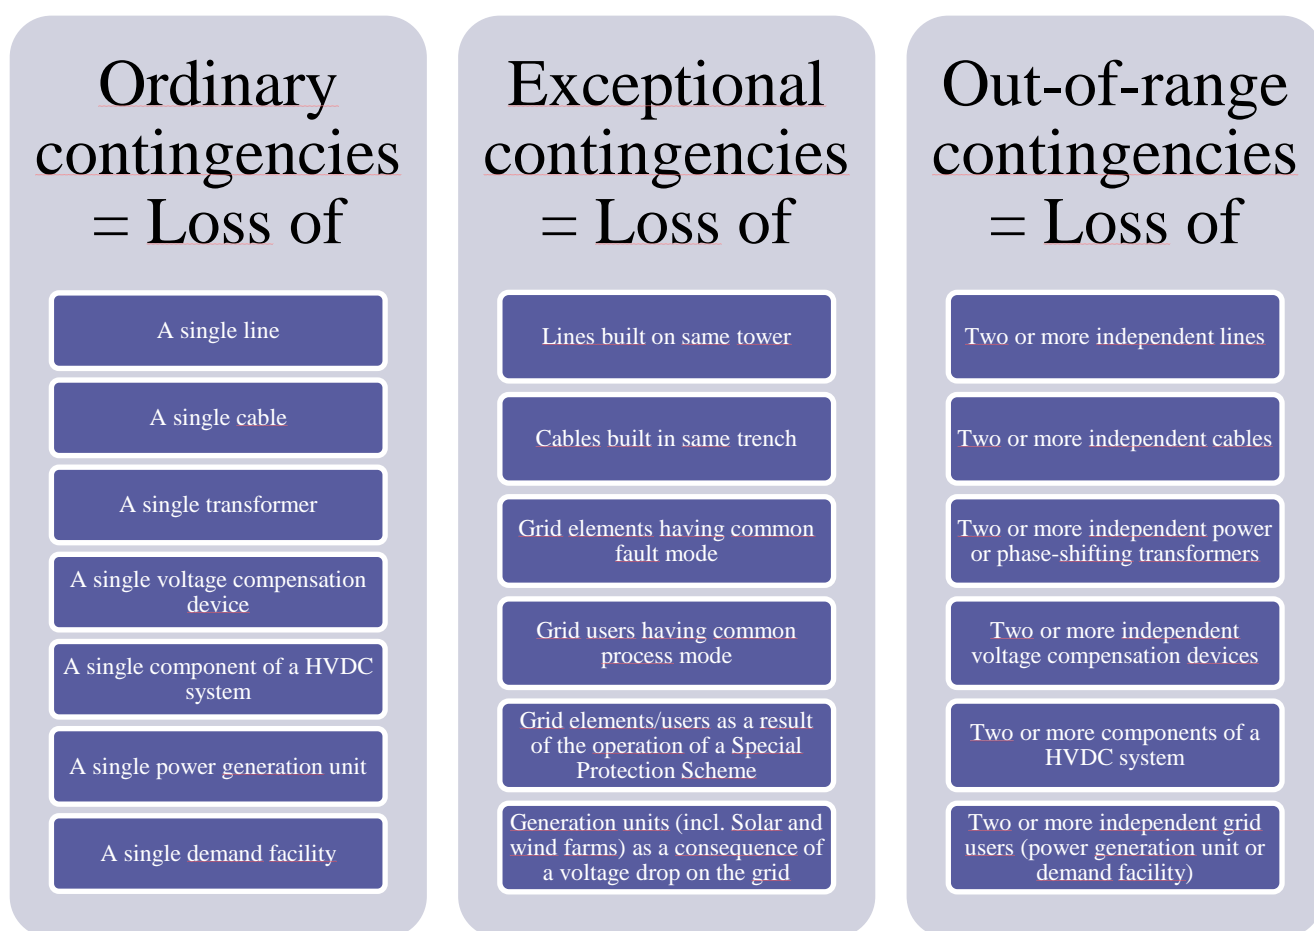 Ordinary
contingencies
= Loss of
A single line
A single cable
A single transformer
A single voltage compensation
device
A single component of a HVDC
system
A single power generation unit
A single demand facility
Exceptional
contingencies
= Loss of
Lines built on same tower
Cables built in same trench
Grid elements having common
fault mode
Grid users having common
process mode
Grid elements/users as a result
of the operation of a Special
Protection Scheme
Generation units (incl. Solar and
wind farms) as a consequence of
a voltage drop on the grid
Out-of-range
contingencies
= Loss of
Two or more independent lines
Two or more independent cables
Two or more independent power
or phase-shifting transformers
Two or more independent
voltage compensation devices
Two or more components of a
HVDC system
Two or more independent grid
users (power generation unit or
demand facility)